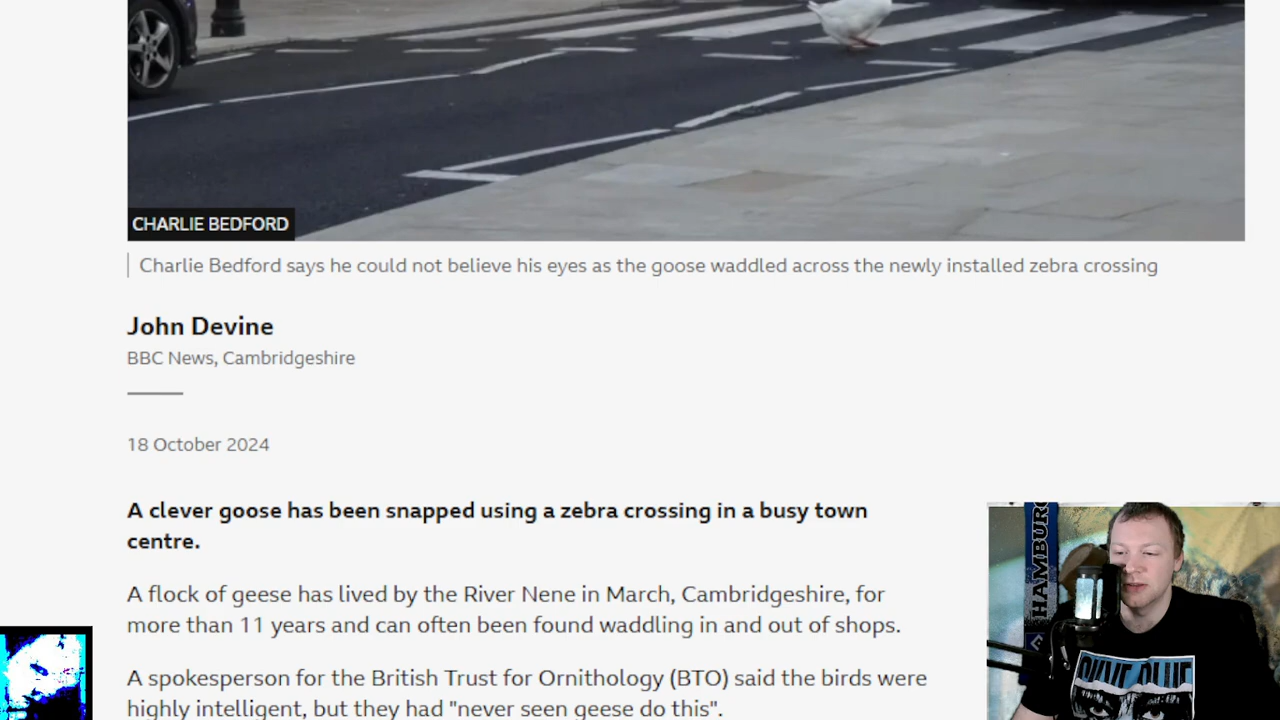 CHARLIE BEDFORD
Charlie Bedford says he could not believe his eyes as the goose waddled across the newly installed zebra crossing
John Devine
BBC News, Cambridgeshire
18 October 2024
A clever goose has been snapped using a zebra crossing in a busy town
centre.
A flock of geese has lived by the River Nene in March, Cambridgeshire, for
more than 11 years and can often been found waddling in and out of shops.
A spokesperson for the British Trust for Ornithology (BTO) said the birds were
highly intelligent, but they had "never seen geese do this".
HAMBURG